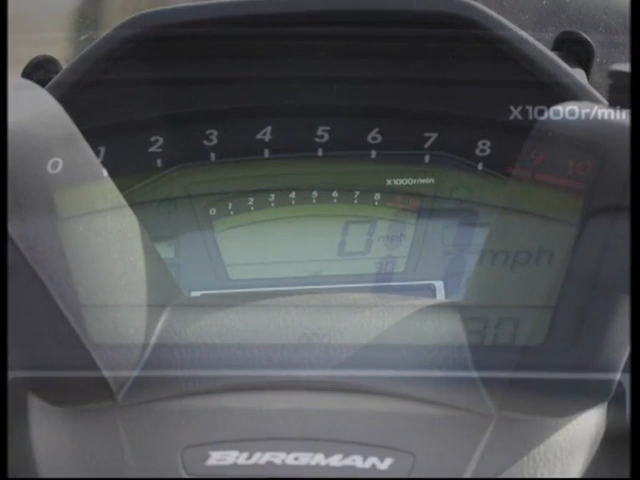 X1000r/min
0 1 2 3 4 5 6 7 8 9 10
X1000r/min
0 1 2 3 4 5 6 7 8
0 mph
mph
30
BURGMAN